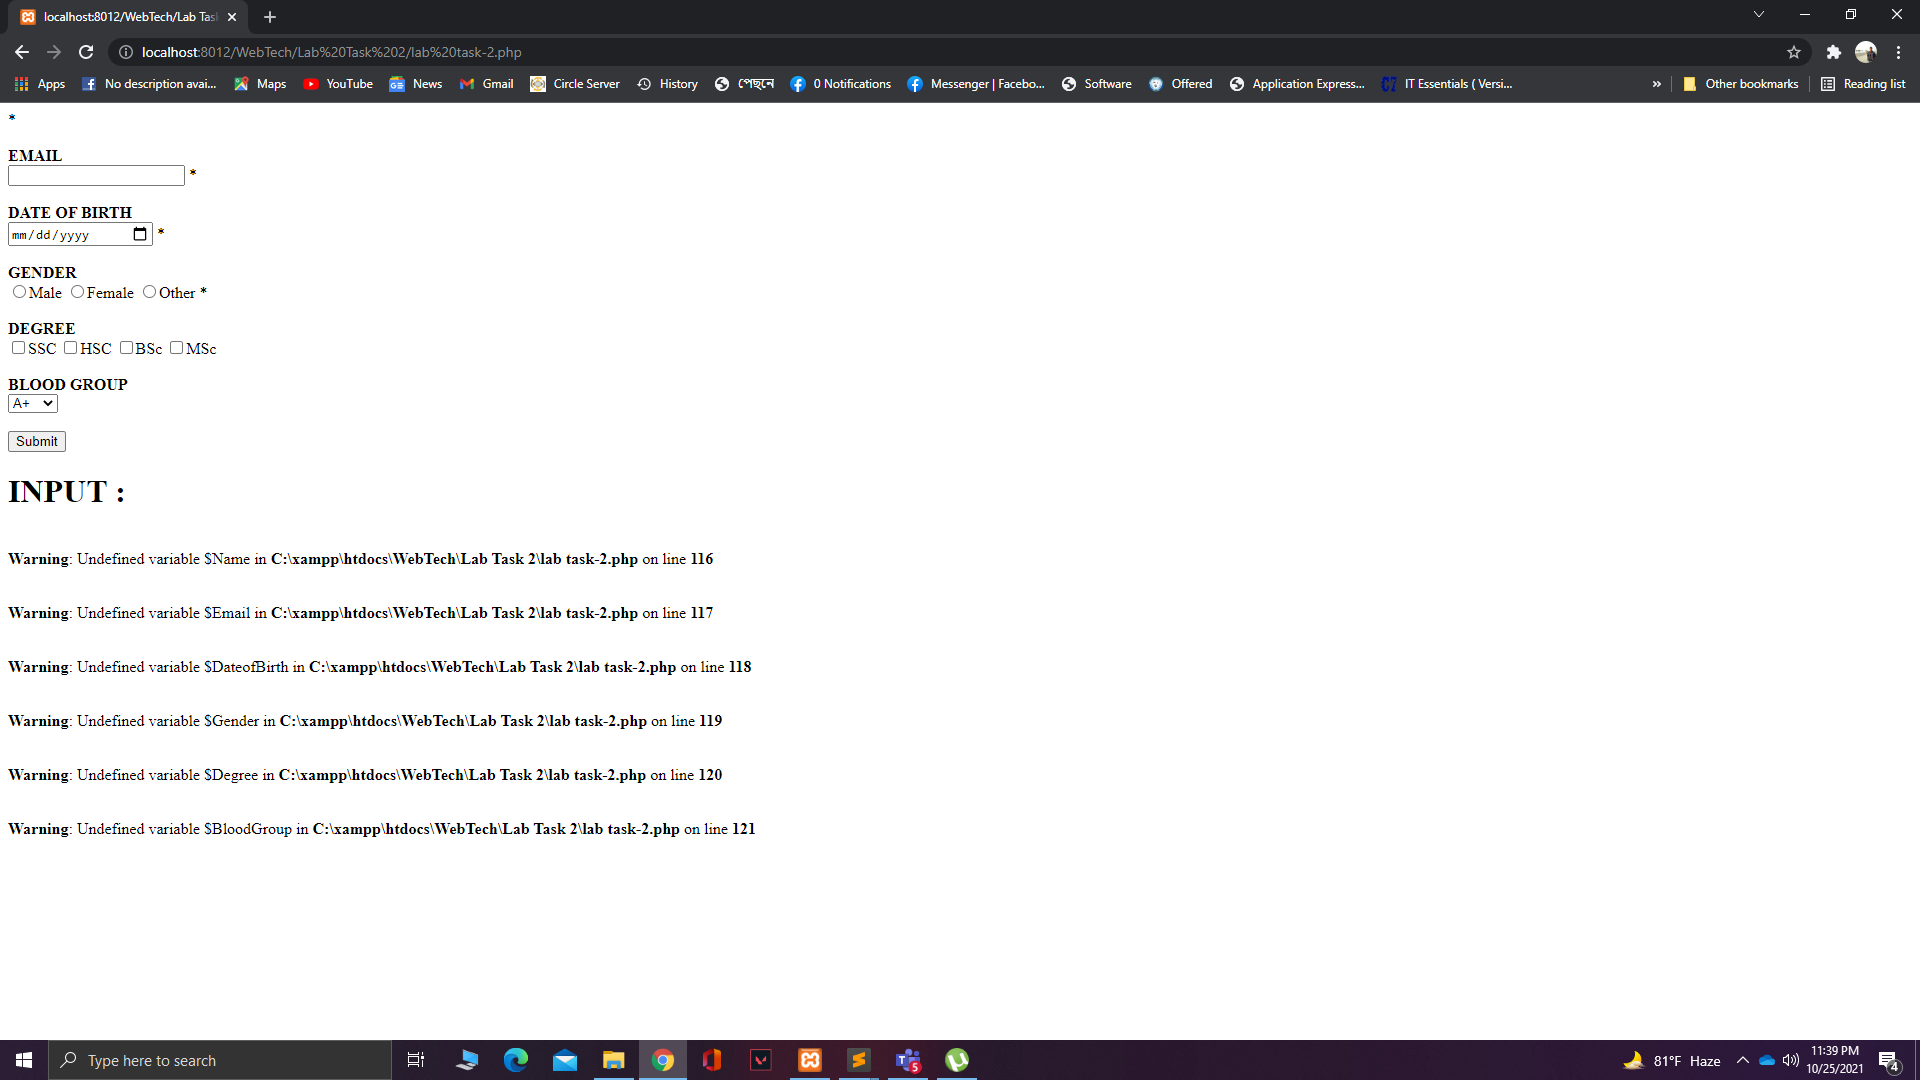 localhost:8012/WebTech/Lab Tas
localhost:8012/WebTech/Lab%20Task%202/lab%20task-2.php
Apps No description avai... Maps YouTube News Gmail Circle Server History পেছনে 0 Notifications Messenger | Facebo... Software Offered Application Express... IT Essentials ( Versi... » Other bookmarks Reading list
*
EMAIL
*
DATE OF BIRTH
mm/dd/yyyy *
GENDER
Male Female Other *
DEGREE
SSC HSC BSc MSc
BLOOD GROUP
A+
Submit
INPUT :
Warning: Undefined variable $Name in C:\xampp\htdocs\WebTech\Lab Task 2\lab task-2.php on line 116
Warning: Undefined variable $Email in C:\xampp\htdocs\WebTech\Lab Task 2\lab task-2.php on line 117
Warning: Undefined variable $DateofBirth in C:\xampp\htdocs\WebTech\Lab Task 2\lab task-2.php on line 118
Warning: Undefined variable $Gender in C:\xampp\htdocs\WebTech\Lab Task 2\lab task-2.php on line 119
Warning: Undefined variable $Degree in C:\xampp\htdocs\WebTech\Lab Task 2\lab task-2.php on line 120
Warning: Undefined variable $BloodGroup in C:\xampp\htdocs\WebTech\Lab Task 2\lab task-2.php on line 121
Type here to search
5
81°F Haze
11:39 PM
10/25/2021
4